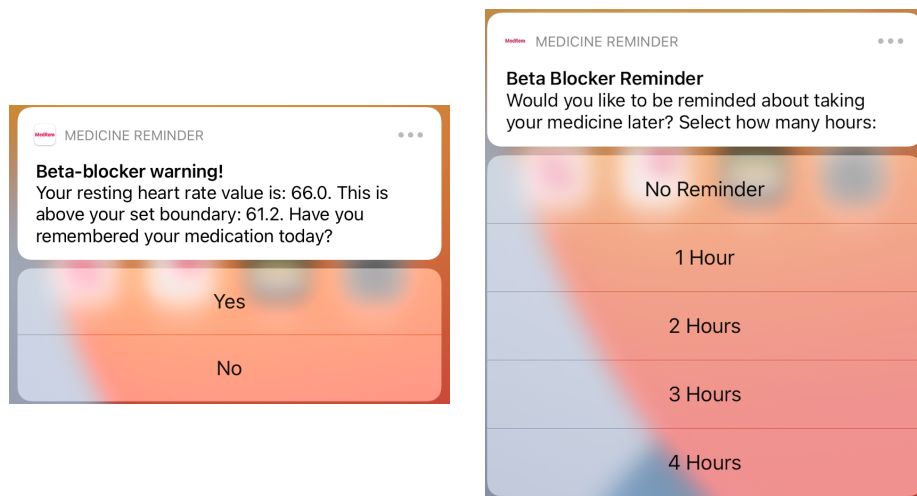 MedRem MEDICINE REMINDER
Beta-blocker warning!
Your resting heart rate value is: 66.0. This is
above your set boundary: 61.2. Have you
remembered your medication today?
Yes
No
MedRem MEDICINE REMINDER
Beta Blocker Reminder
Would you like to be reminded about taking
your medicine later? Select how many hours:
No Reminder
1 Hour
2 Hours
3 Hours
4 Hours